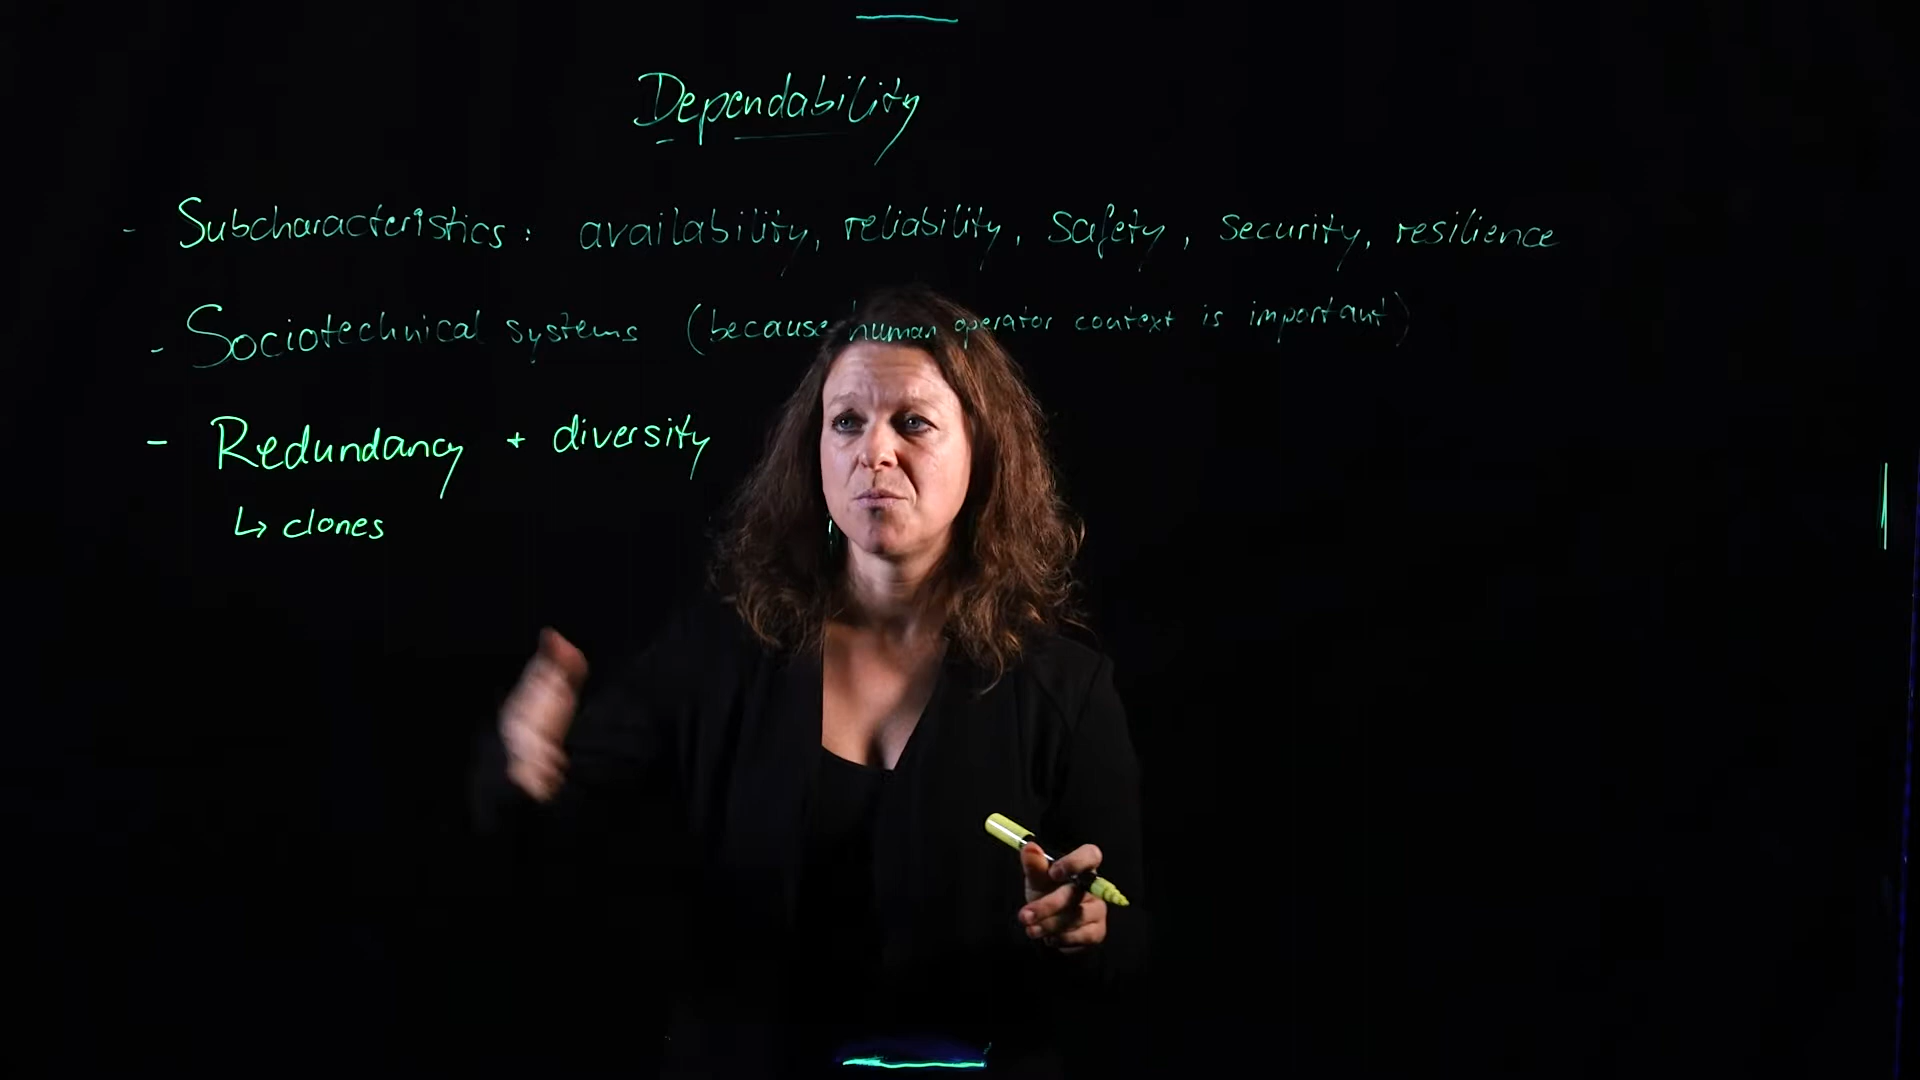 Dependability
- Subcharacteristics: availability, reliability, safety, security, resilience
- Sociotechnical systems (because human operator context is important)
- Redundancy + diversity
↳ clones